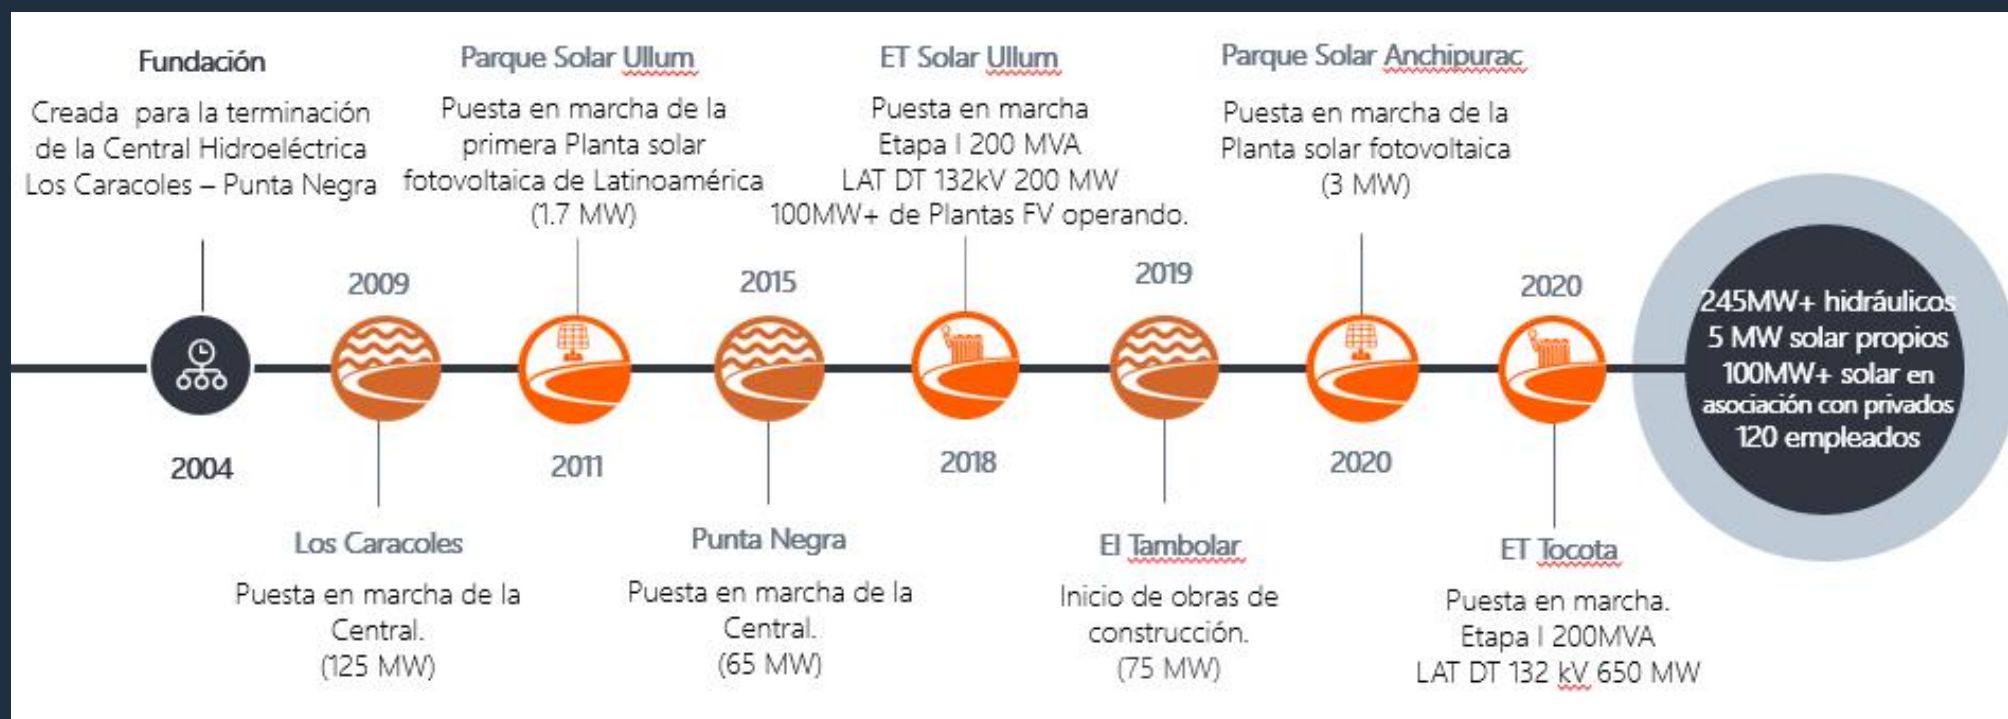 Fundación
Creada para la terminación
de la Central Hidroeléctrica
Los Caracoles – Punta Negra
2004
2009
Los Caracoles
Puesta en marcha de la
Central.
(125 MW)
Parque Solar Ullum
Puesta en marcha de la
primera Planta solar
fotovoltaica de Latinoamérica
(1.7 MW)
2011
2015
Punta Negra
Puesta en marcha de la
Central.
(65 MW)
ET Solar Ullum
Puesta en marcha
Etapa I 200 MVA
LAT DT 132kV 200 MW
100MW+ de Plantas FV operando.
2018
2019
El Tambolar
Inicio de obras de
construcción.
(75 MW)
Parque Solar Anchipurac
Puesta en marcha de la
Planta solar fotovoltaica
(3 MW)
2020
2020
ET Tocota
Puesta en marcha.
Etapa I 200MVA
LAT DT 132 kV 650 MW
245MW+ hidráulicos
5 MW solar propios
100MW+ solar en
asociación con privados
120 empleados